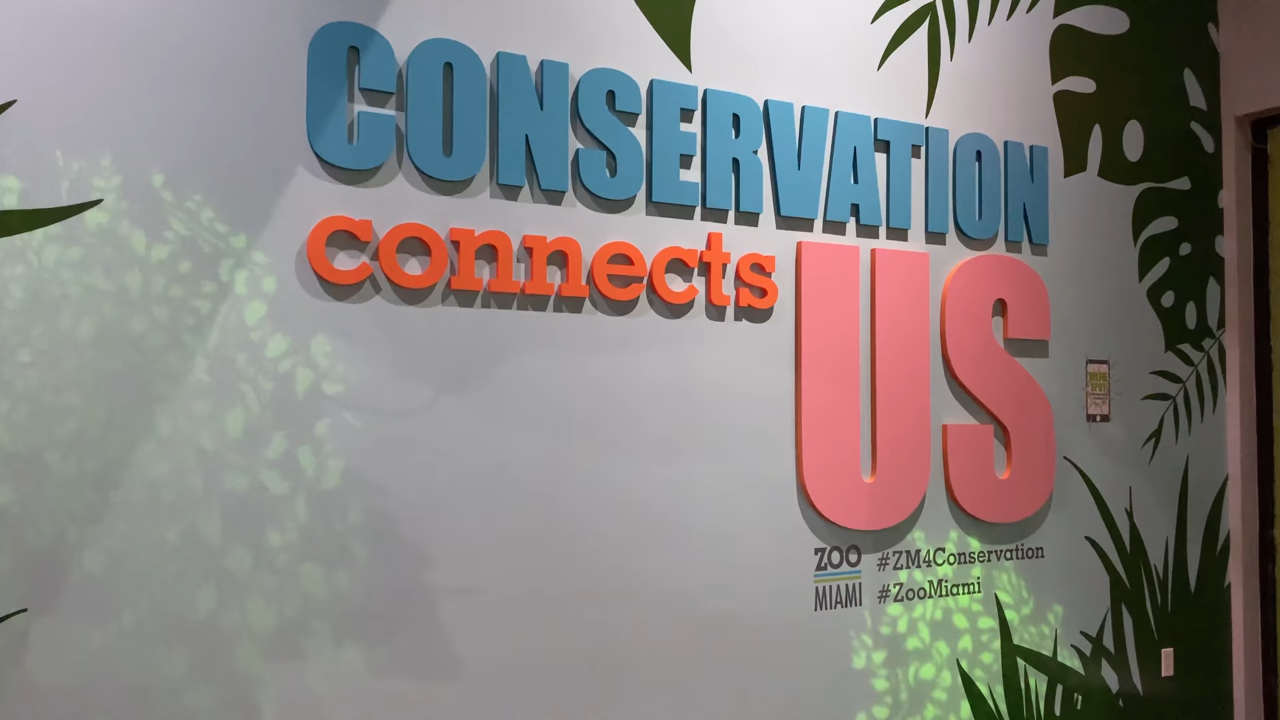 CONSERVATION
connects
US
ZOO
MIAMI
#ZM4Conservation
#ZooMiami